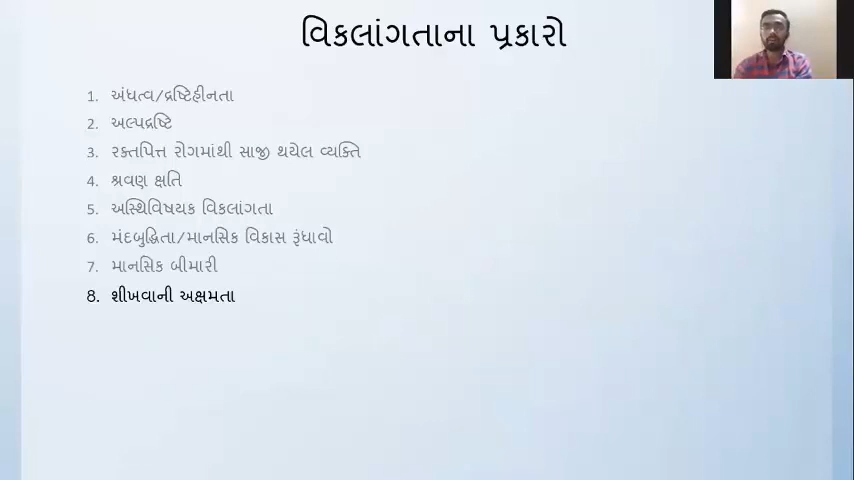 વિકલાંગતાના પ્રકારો
1. અંધત્વ/દ્રષ્ટિહીનતા
2. અલ્પદ્રષ્ટિ
3. રક્તપિત્ત રોગમાંથી સાજી થયેલ વ્યક્તિ
4. શ્રવણ ક્ષતિ
5. અસ્થિવિષયક વિકલાંગતા
6. મંદબુદ્ધિતા/માનસિક વિકાસ રૂંધાવો
7. માનસિક બીમારી
8. શીખવાની અક્ષમતા